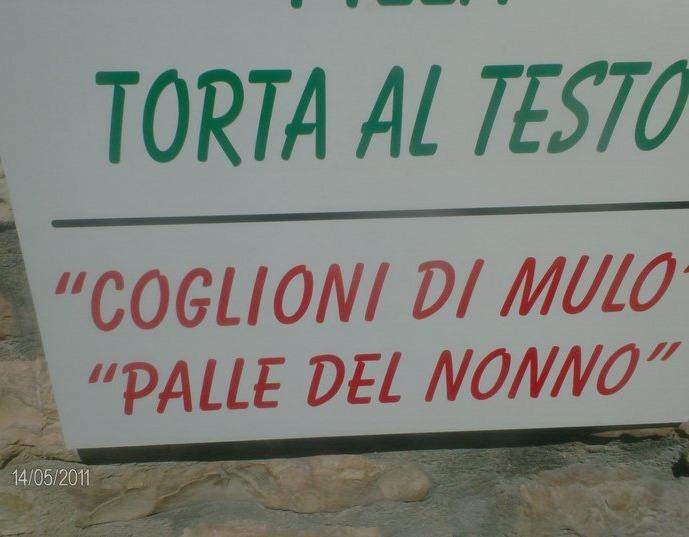 TORTA AL TESTO
"COGLIONI DI MULO"
"PALLE DEL NONNO"
14/05/2011